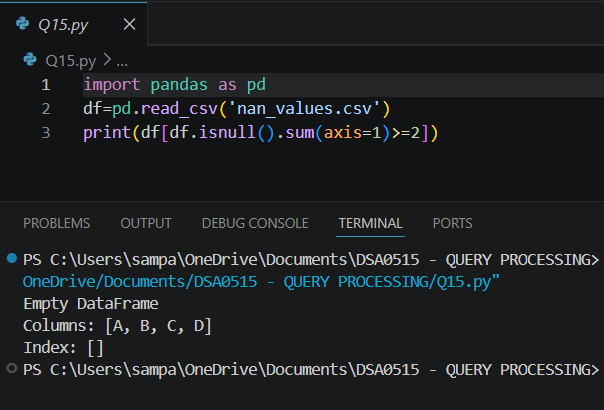 Q15.py
Q15.py > ...
1 import pandas as pd
2 df=pd.read_csv('nan_values.csv')
3 print(df[df.isnull().sum(axis=1)>=2])
PROBLEMS OUTPUT DEBUG CONSOLE TERMINAL PORTS
PS C:\Users\sampa\OneDrive\Documents\DSA0515 - QUERY PROCESSING>
OneDrive/Documents/DSA0515 - QUERY PROCESSING/Q15.py"
Empty DataFrame
Columns: [A, B, C, D]
Index: []
PS C:\Users\sampa\OneDrive\Documents\DSA0515 - QUERY PROCESSING>